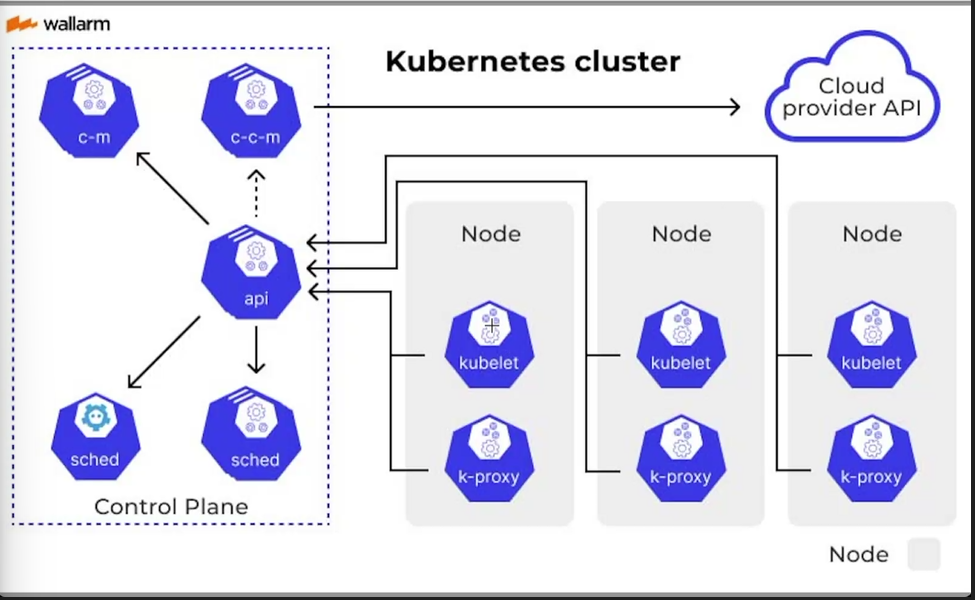 wallarm
Kubernetes cluster
Cloud
provider API
c-m
c-c-m
api
sched
sched
Control Plane
Node
kubelet
k-proxy
Node
kubelet
k-proxy
Node
kubelet
k-proxy
Node